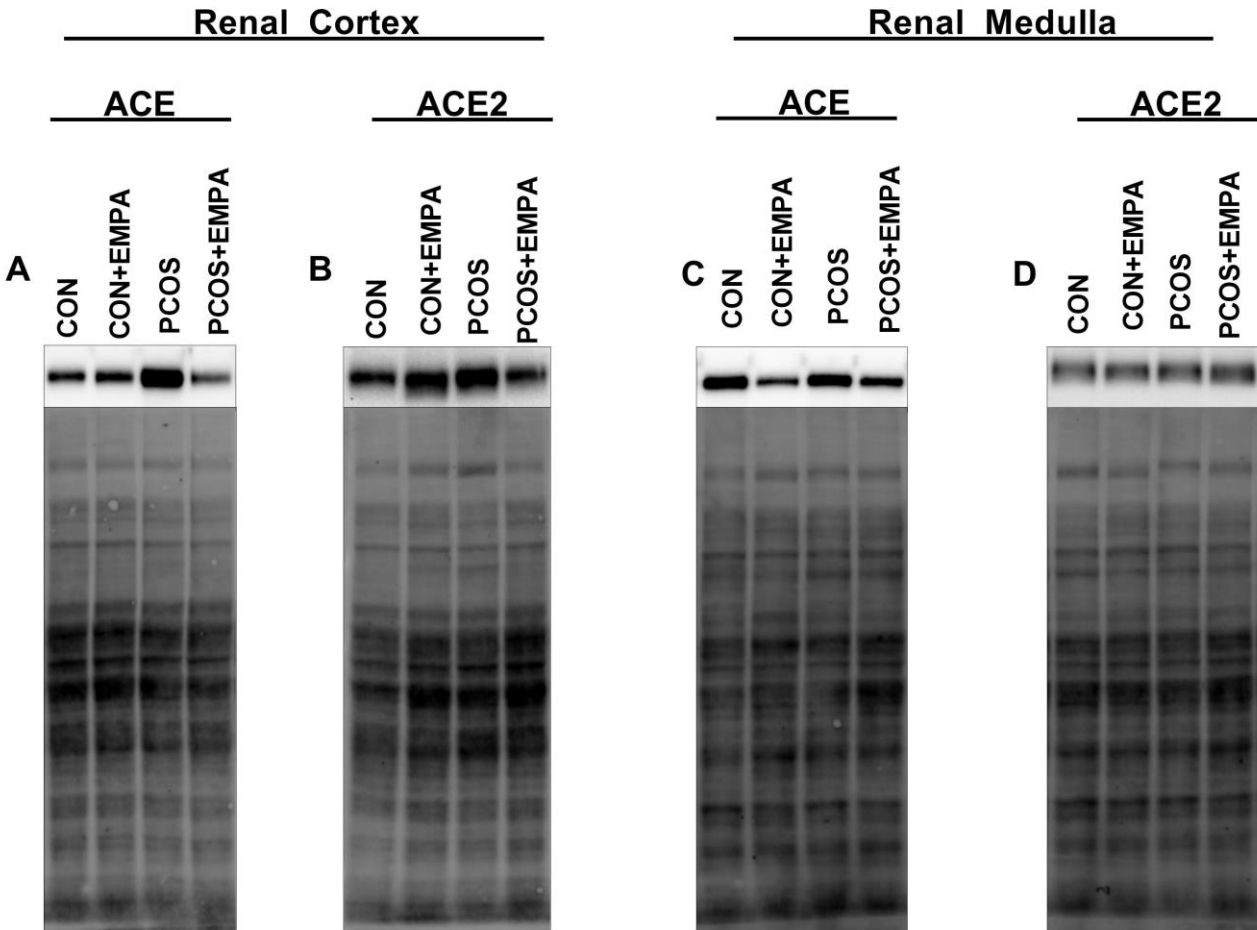 Renal Cortex
Renal Medulla
ACE
ACE2
ACE
ACE2
A
CON
CON+EMPA
PCOS
PCOS+EMPA
B
CON
CON+EMPA
PCOS
PCOS+EMPA
C
CON
CON+EMPA
PCOS
PCOS+EMPA
D
CON
CON+EMPA
PCOS
PCOS+EMPA
2